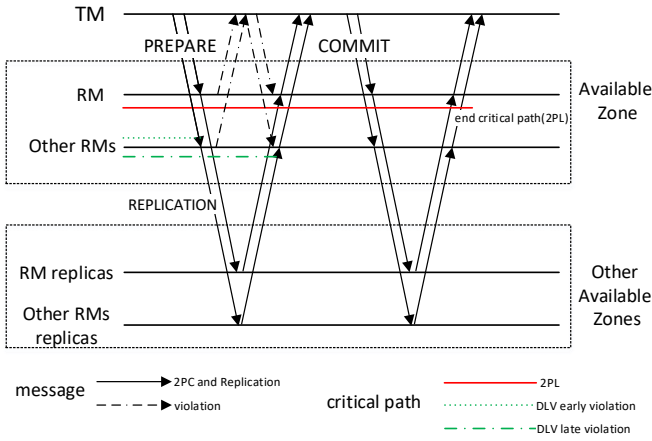 TM
PREPARE
COMMIT
RM
Available
Zone
end critical path(2PL)
Other RMs
REPLICATION
RM replicas
Other
Available
Zones
Other RMs
replicas
message
2PC and Replication
violation
critical path
2PL
DLV early violation
DLV late violation